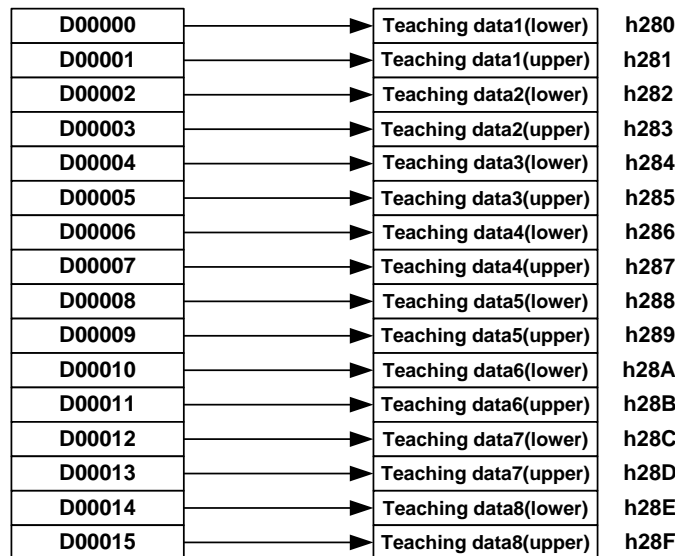 D00000 Teaching data1(lower) h280
D00001 Teaching data1(upper) h281
D00002 Teaching data2(lower) h282
D00003 Teaching data2(upper) h283
D00004 Teaching data3(lower) h284
D00005 Teaching data3(upper) h285
D00006 Teaching data4(lower) h286
D00007 Teaching data4(upper) h287
D00008 Teaching data5(lower) h288
D00009 Teaching data5(upper) h289
D00010 Teaching data6(lower) h28A
D00011 Teaching data6(upper) h28B
D00012 Teaching data7(lower) h28C
D00013 Teaching data7(upper) h28D
D00014 Teaching data8(lower) h28E
D00015 Teaching data8(upper) h28F